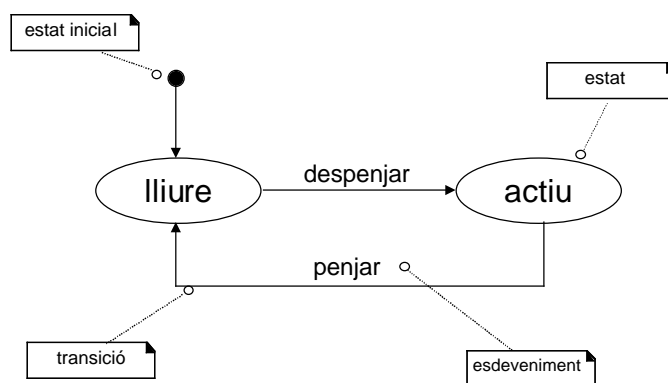 estat inicial
estat
despenjar
lliure
actiu
penjar
transició
esdeveniment